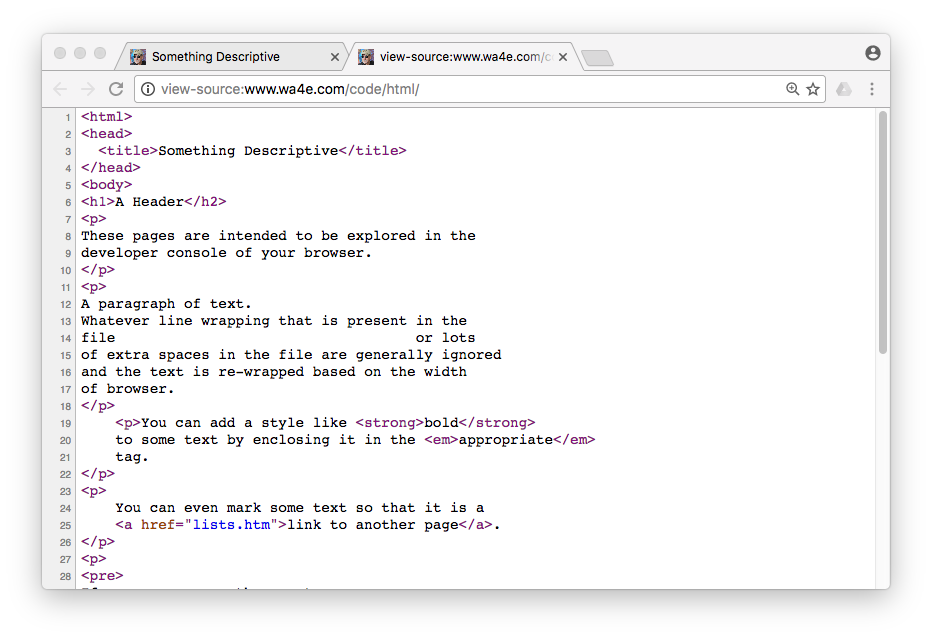 Something Descriptive
view-source:www.wa4e.com/c
view-source:www.wa4e.com/code/html/
1 <html>
2 <head>
3   <title>Something Descriptive</title>
4 </head>
5 <body>
6 <h1>A Header</h2>
7 <p>
8 These pages are intended to be explored in the
9 developer console of your browser.
10 </p>
11 <p>
12 A paragraph of text.
13 Whatever line wrapping that is present in the
14 file                                   or lots
15 of extra spaces in the file are generally ignored
16 and the text is re-wrapped based on the width
17 of browser.
18 </p>
19     <p>You can add a style like <strong>bold</strong>
20     to some text by enclosing it in the <em>appropriate</em>
21     tag.
22 </p>
23 <p>
24     You can even mark some text so that it is a
25     <a href="lists.htm">link to another page</a>.
26 </p>
27 <p>
28 <pre>